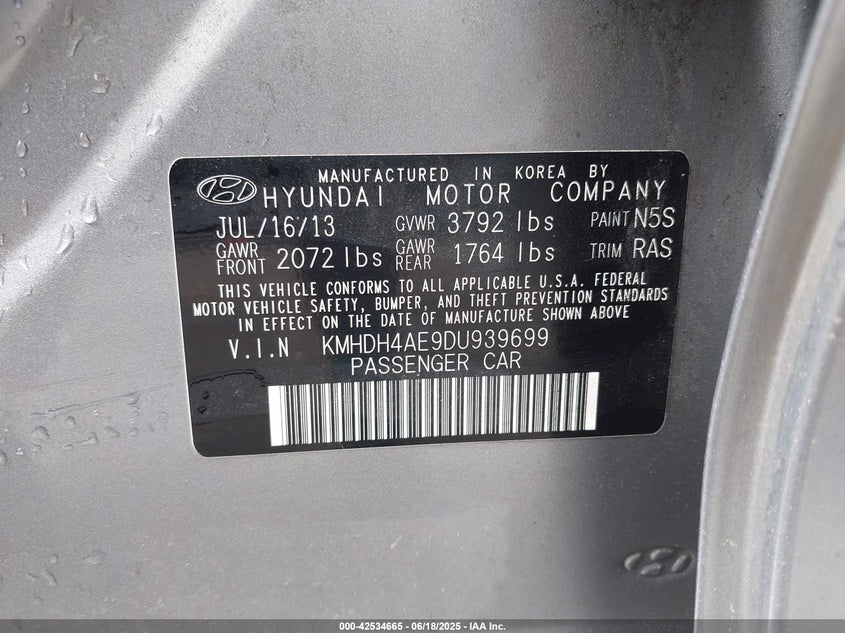 MANUFACTURED IN KOREA BY
HYUNDAI MOTOR COMPANY
JUL/16/13 GVWR 3792 lbs PAINT N5S
GAWR FRONT 2072 lbs GAWR REAR 1764 lbs TRIM RAS
THIS VEHICLE CONFORMS TO ALL APPLICABLE U.S.A. FEDERAL
MOTOR VEHICLE SAFETY, BUMPER, AND THEFT PREVENTION STANDARDS
IN EFFECT ON THE DATE OF MANUFACTURE SHOWN ABOVE.
V.I.N KMHDH4AE9DU939699
PASSENGER CAR
000-42534665 - 06/18/2025 - IAA Inc.